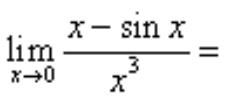 lim x→0 (x − sin x) / x³ =